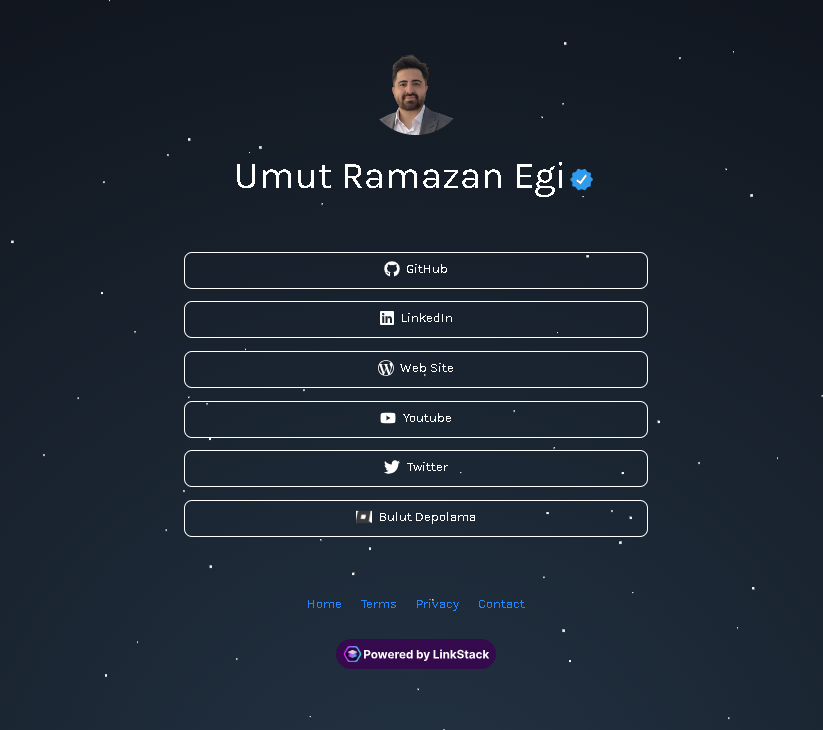 Umut Ramazan Egi
GitHub
LinkedIn
Web Site
Youtube
Twitter
Bulut Depolama
Home Terms Privacy Contact
Powered by LinkStack